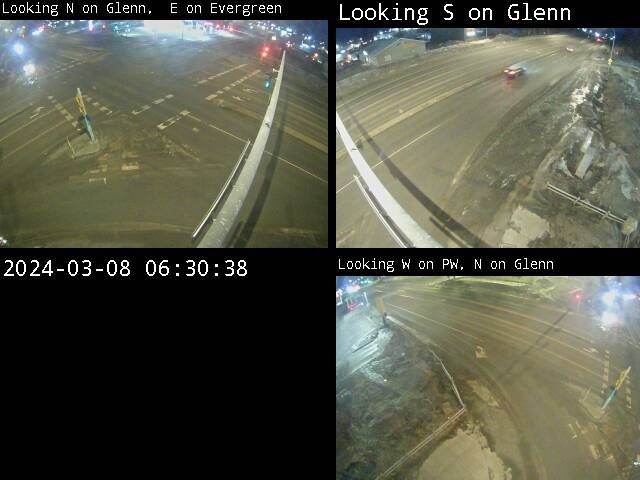 Looking N on Glenn,  E on Evergreen
Looking S on Glenn
2024-03-08 06:30:38
Looking W on PW, N on Glenn